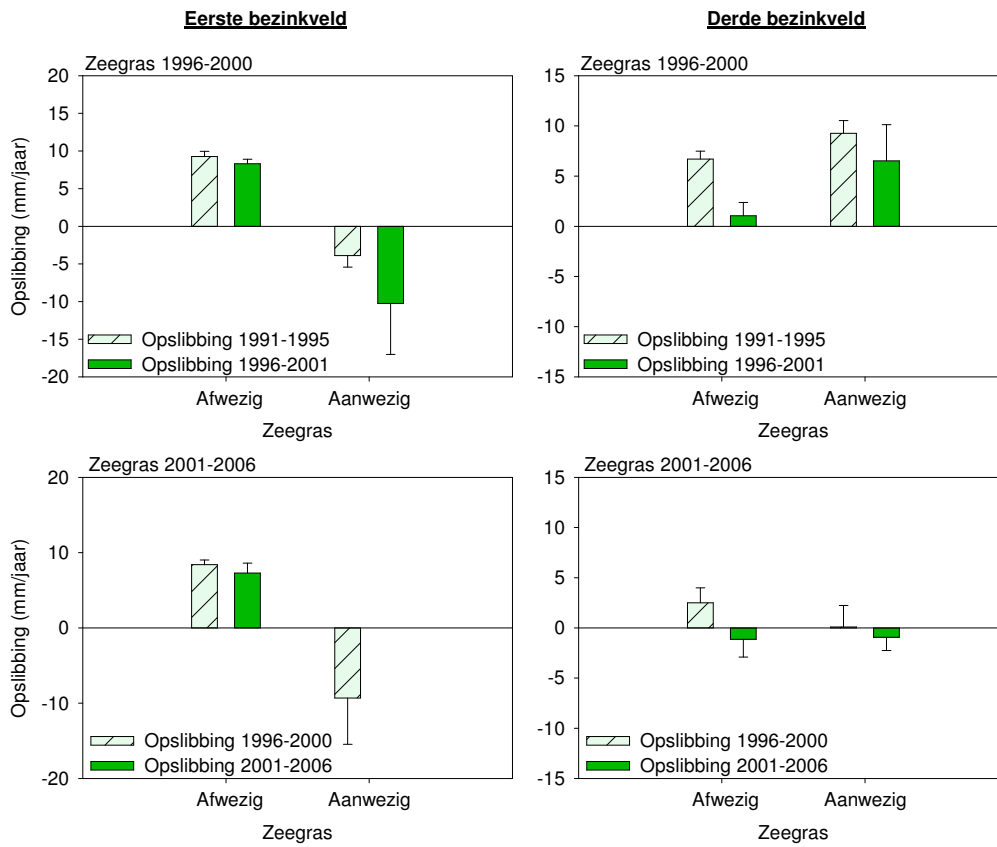 Eerste bezinkveld
Derde bezinkveld
Zeegras 1996-2000
20
15
10
5
0
-5
-10
-15
-20
Opslibbing (mm/jaar)
Opslibbing 1991-1995
Opslibbing 1996-2001
Afwezig
Aanwezig
Zeegras
Zeegras 1996-2000
15
10
5
0
-5
-10
-15
Opslibbing 1991-1995
Opslibbing 1996-2001
Afwezig
Aanwezig
Zeegras
Zeegras 2001-2006
20
10
0
-10
-20
Opslibbing (mm/jaar)
Opslibbing 1996-2000
Opslibbing 2001-2006
Afwezig
Aanwezig
Zeegras
Zeegras 2001-2006
15
10
5
0
-5
-10
-15
Opslibbing 1996-2000
Opslibbing 2001-2006
Afwezig
Aanwezig
Zeegras